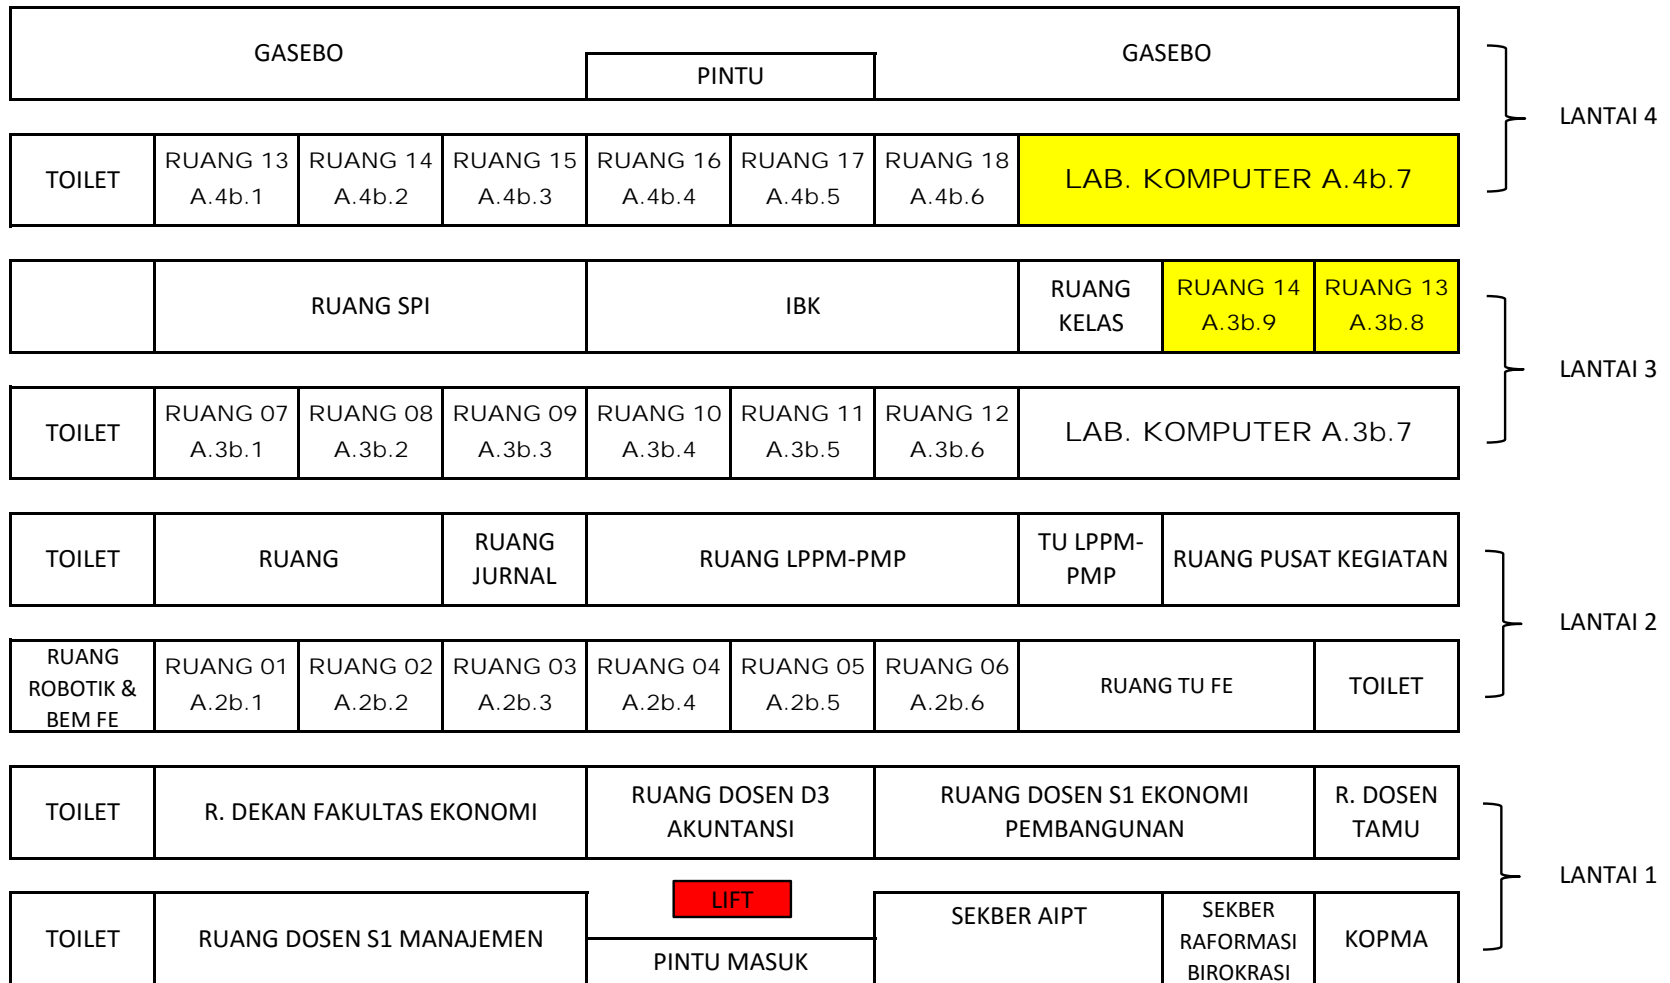 GASEBO
PINTU
GASEBO
LANTAI 4
TOILET
RUANG 13
A.4b.1
RUANG 14
A.4b.2
RUANG 15
A.4b.3
RUANG 16
A.4b.4
RUANG 17
A.4b.5
RUANG 18
A.4b.6
LAB. KOMPUTER A.4b.7
RUANG SPI
IBK
RUANG
KELAS
RUANG 14
A.3b.9
RUANG 13
A.3b.8
LANTAI 3
TOILET
RUANG 07
A.3b.1
RUANG 08
A.3b.2
RUANG 09
A.3b.3
RUANG 10
A.3b.4
RUANG 11
A.3b.5
RUANG 12
A.3b.6
LAB. KOMPUTER A.3b.7
TOILET
RUANG
RUANG
JURNAL
RUANG LPPM-PMP
TU LPPM-
PMP
RUANG PUSAT KEGIATAN
LANTAI 2
RUANG
ROBOTIK &
BEM FE
RUANG 01
A.2b.1
RUANG 02
A.2b.2
RUANG 03
A.2b.3
RUANG 04
A.2b.4
RUANG 05
A.2b.5
RUANG 06
A.2b.6
RUANG TU FE
TOILET
TOILET
R. DEKAN FAKULTAS EKONOMI
RUANG DOSEN D3
AKUNTANSI
RUANG DOSEN S1 EKONOMI
PEMBANGUNAN
R. DOSEN
TAMU
LANTAI 1
TOILET
RUANG DOSEN S1 MANAJEMEN
LIFT
PINTU MASUK
SEKBER AIPT
SEKBER
RAFORMASI
BIROKRASI
KOPMA